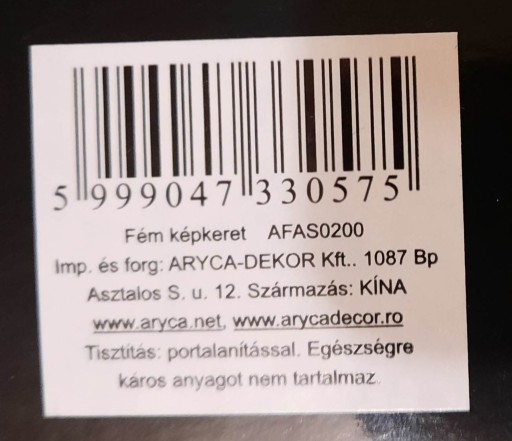 5 999047 330575
Fém képkeret AFAS0200
Imp. és forg: ARYCA-DEKOR Kft.. 1087 Bp
Asztalos S. u. 12. Származás: KÍNA
www.aryca.net, www.arycadecor.ro
Tisztítás: portalanítással. Egészségre
káros anyagot nem tartalmaz.